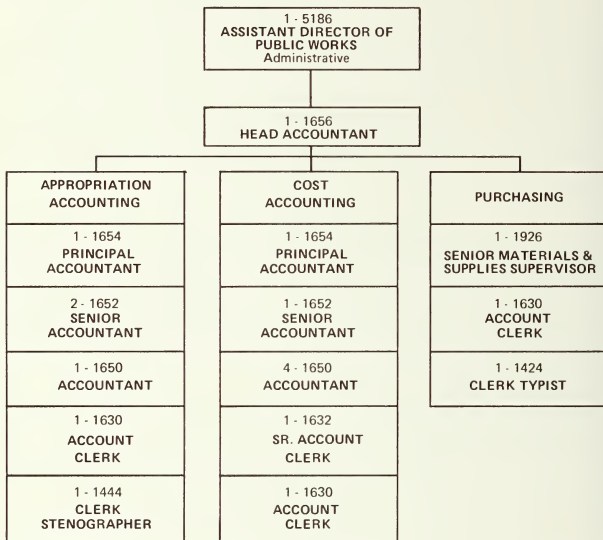 1 - 5186
ASSISTANT DIRECTOR OF
PUBLIC WORKS
Administrative
1 - 1656
HEAD ACCOUNTANT
APPROPRIATION
ACCOUNTING
1 - 1654
PRINCIPAL
ACCOUNTANT
2 - 1652
SENIOR
ACCOUNTANT
1 - 1650
ACCOUNTANT
1 - 1630
ACCOUNT
CLERK
1 - 1444
CLERK
STENOGRAPHER
COST
ACCOUNTING
1 - 1654
PRINCIPAL
ACCOUNTANT
1 - 1652
SENIOR
ACCOUNTANT
4 - 1650
ACCOUNTANT
1 - 1632
SR. ACCOUNT
CLERK
1 - 1630
ACCOUNT
CLERK
PURCHASING
1 - 1926
SENIOR MATERIALS &
SUPPLIES SUPERVISOR
1 - 1630
ACCOUNT
CLERK
1 - 1424
CLERK TYPIST